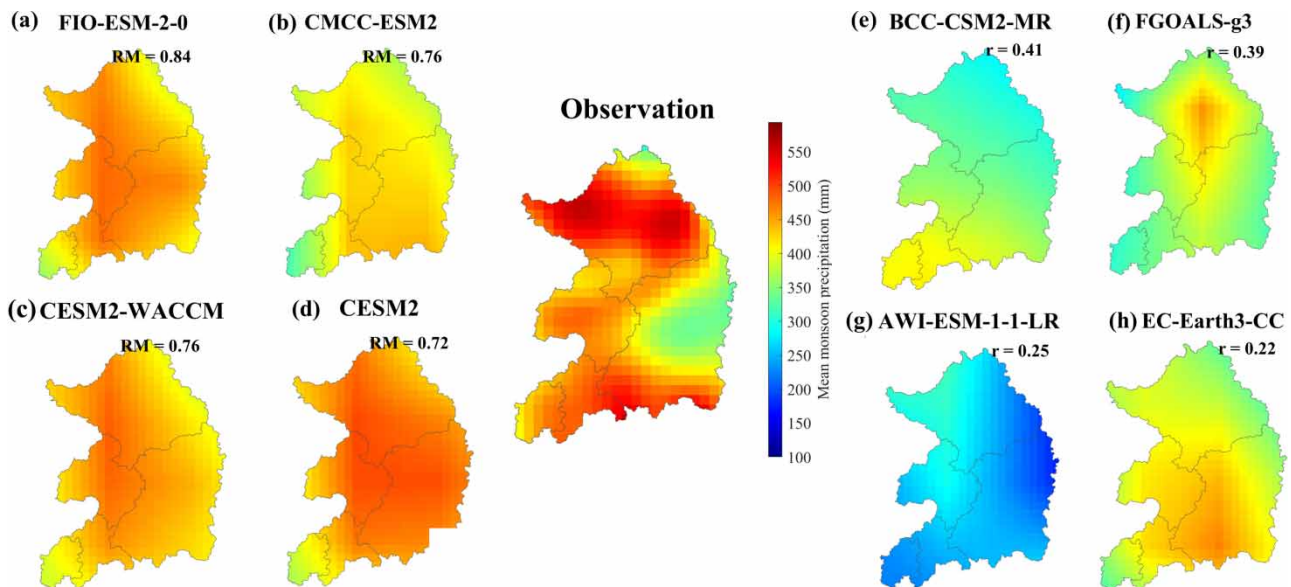 (a) FIO-ESM-2-0
RM = 0.84
(b) CMCC-ESM2
RM = 0.76
(c) CESM2-WACCM
RM = 0.76
(d) CESM2
RM = 0.72
Observation
550
500
450
400
350
300
250
200
150
100
Mean monsoon precipitation (mm)
(e) BCC-CSM2-MR
r = 0.41
(f) FGOALS-g3
r = 0.39
(g) AWI-ESM-1-1-LR
r = 0.25
(h) EC-Earth3-CC
r = 0.22